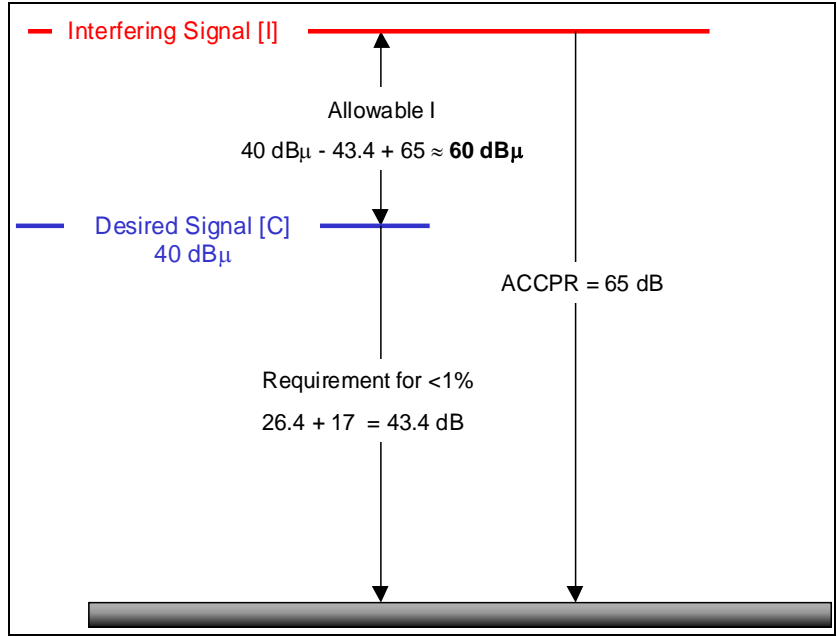 Interfering Signal [I]
Allowable I
40 dBμ - 43.4 + 65 ≈ 60 dBμ
Desired Signal [C]
40 dBμ
ACCPR = 65 dB
Requirement for <1%
26.4 + 17 = 43.4 dB